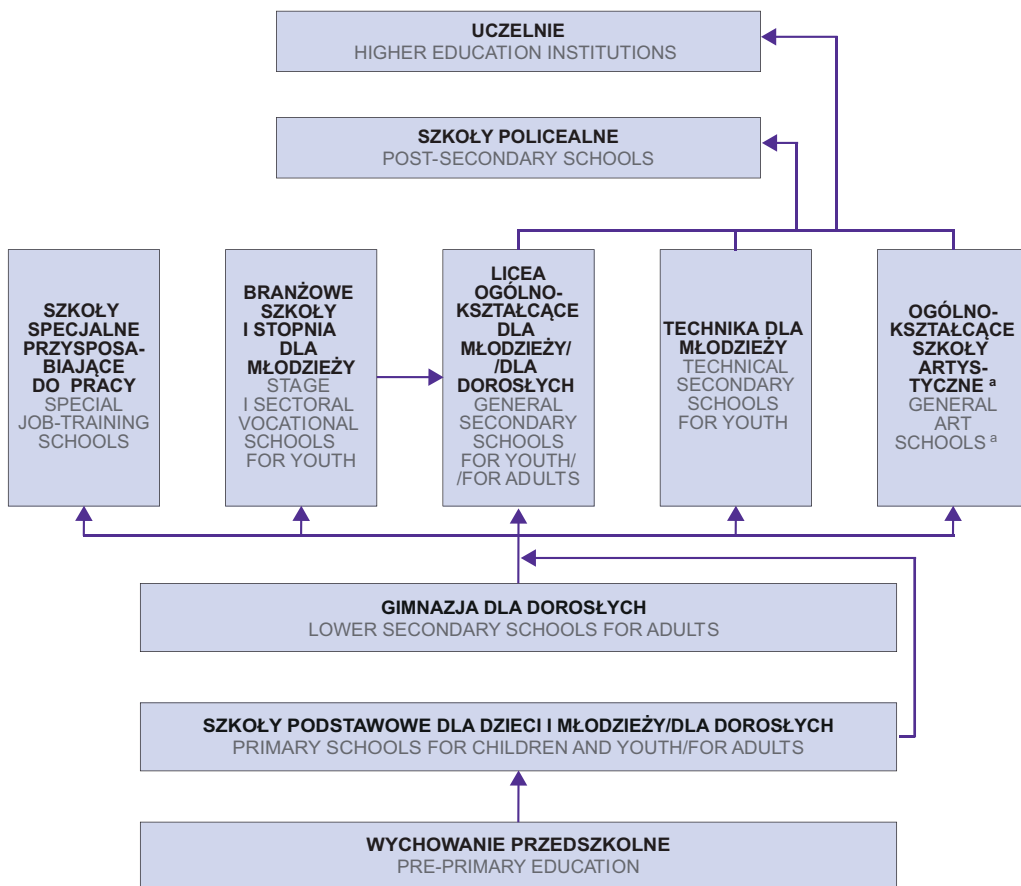 UCZELNIE
HIGHER EDUCATION INSTITUTIONS
SZKOŁY POLICEALNE
POST-SECONDARY SCHOOLS
SZKOŁY
SPECJALNE
PRZYSPOSA-
BIAJĄCE
DO PRACY
SPECIAL
JOB-TRAINING
SCHOOLS
BRANŻOWE
SZKOŁY
I STOPNIA
DLA
MŁODZIEŻY
STAGE
I SECTORAL
VOCATIONAL
SCHOOLS
FOR YOUTH
LICEA
OGÓLNO-
KSZTAŁCĄCE
DLA
MŁODZIEŻY/
/DLA
DOROSŁYCH
GENERAL
SECONDARY
SCHOOLS
FOR YOUTH/
/FOR ADULTS
TECHNIKA DLA
MŁODZIEŻY
TECHNICAL
SECONDARY
SCHOOLS
FOR YOUTH
OGÓLNO-
KSZTAŁCĄCE
SZKOŁY
ARTYS-
TYCZNE a
GENERAL
ART
SCHOOLS a
GIMNAZJA DLA DOROSŁYCH
LOWER SECONDARY SCHOOLS FOR ADULTS
SZKOŁY PODSTAWOWE DLA DZIECI I MŁODZIEŻY/DLA DOROSŁYCH
PRIMARY SCHOOLS FOR CHILDREN AND YOUTH/FOR ADULTS
WYCHOWANIE PRZEDSZKOLNE
PRE-PRIMARY EDUCATION